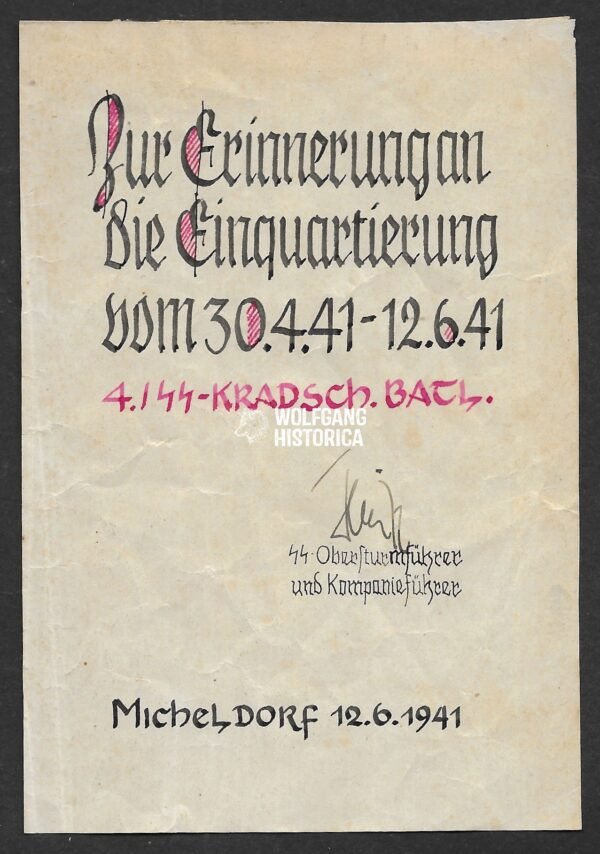 Zur Erinnerung an
die Einquartierung
vom 30.4.41-12.6.41
4./SS-KRADSCH. BATL.
WOLFGANG
HISTORICA
SS-Obersturmführer
und Kompanieführer
MichelDORf 12.6.1941